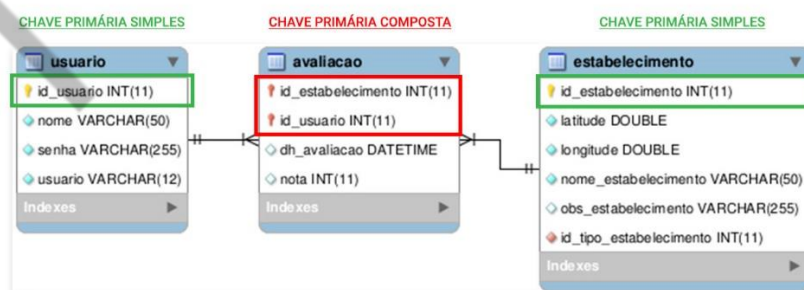 CHAVE PRIMÁRIA SIMPLES
CHAVE PRIMÁRIA COMPOSTA
CHAVE PRIMÁRIA SIMPLES
usuario
id_usuario INT(11)
nome VARCHAR(50)
senha VARCHAR(255)
usuario VARCHAR(12)
Indexes
avaliacao
id_estabelecimento INT(11)
id_usuario INT(11)
dh_avaliacao DATETIME
nota INT(11)
Indexes
estabelecimento
id_estabelecimento INT(11)
latitude DOUBLE
longitude DOUBLE
nome_estabelecimento VARCHAR(50)
obs_estabelecimento VARCHAR(255)
id_tipo_estabelecimento INT(11)
Indexes